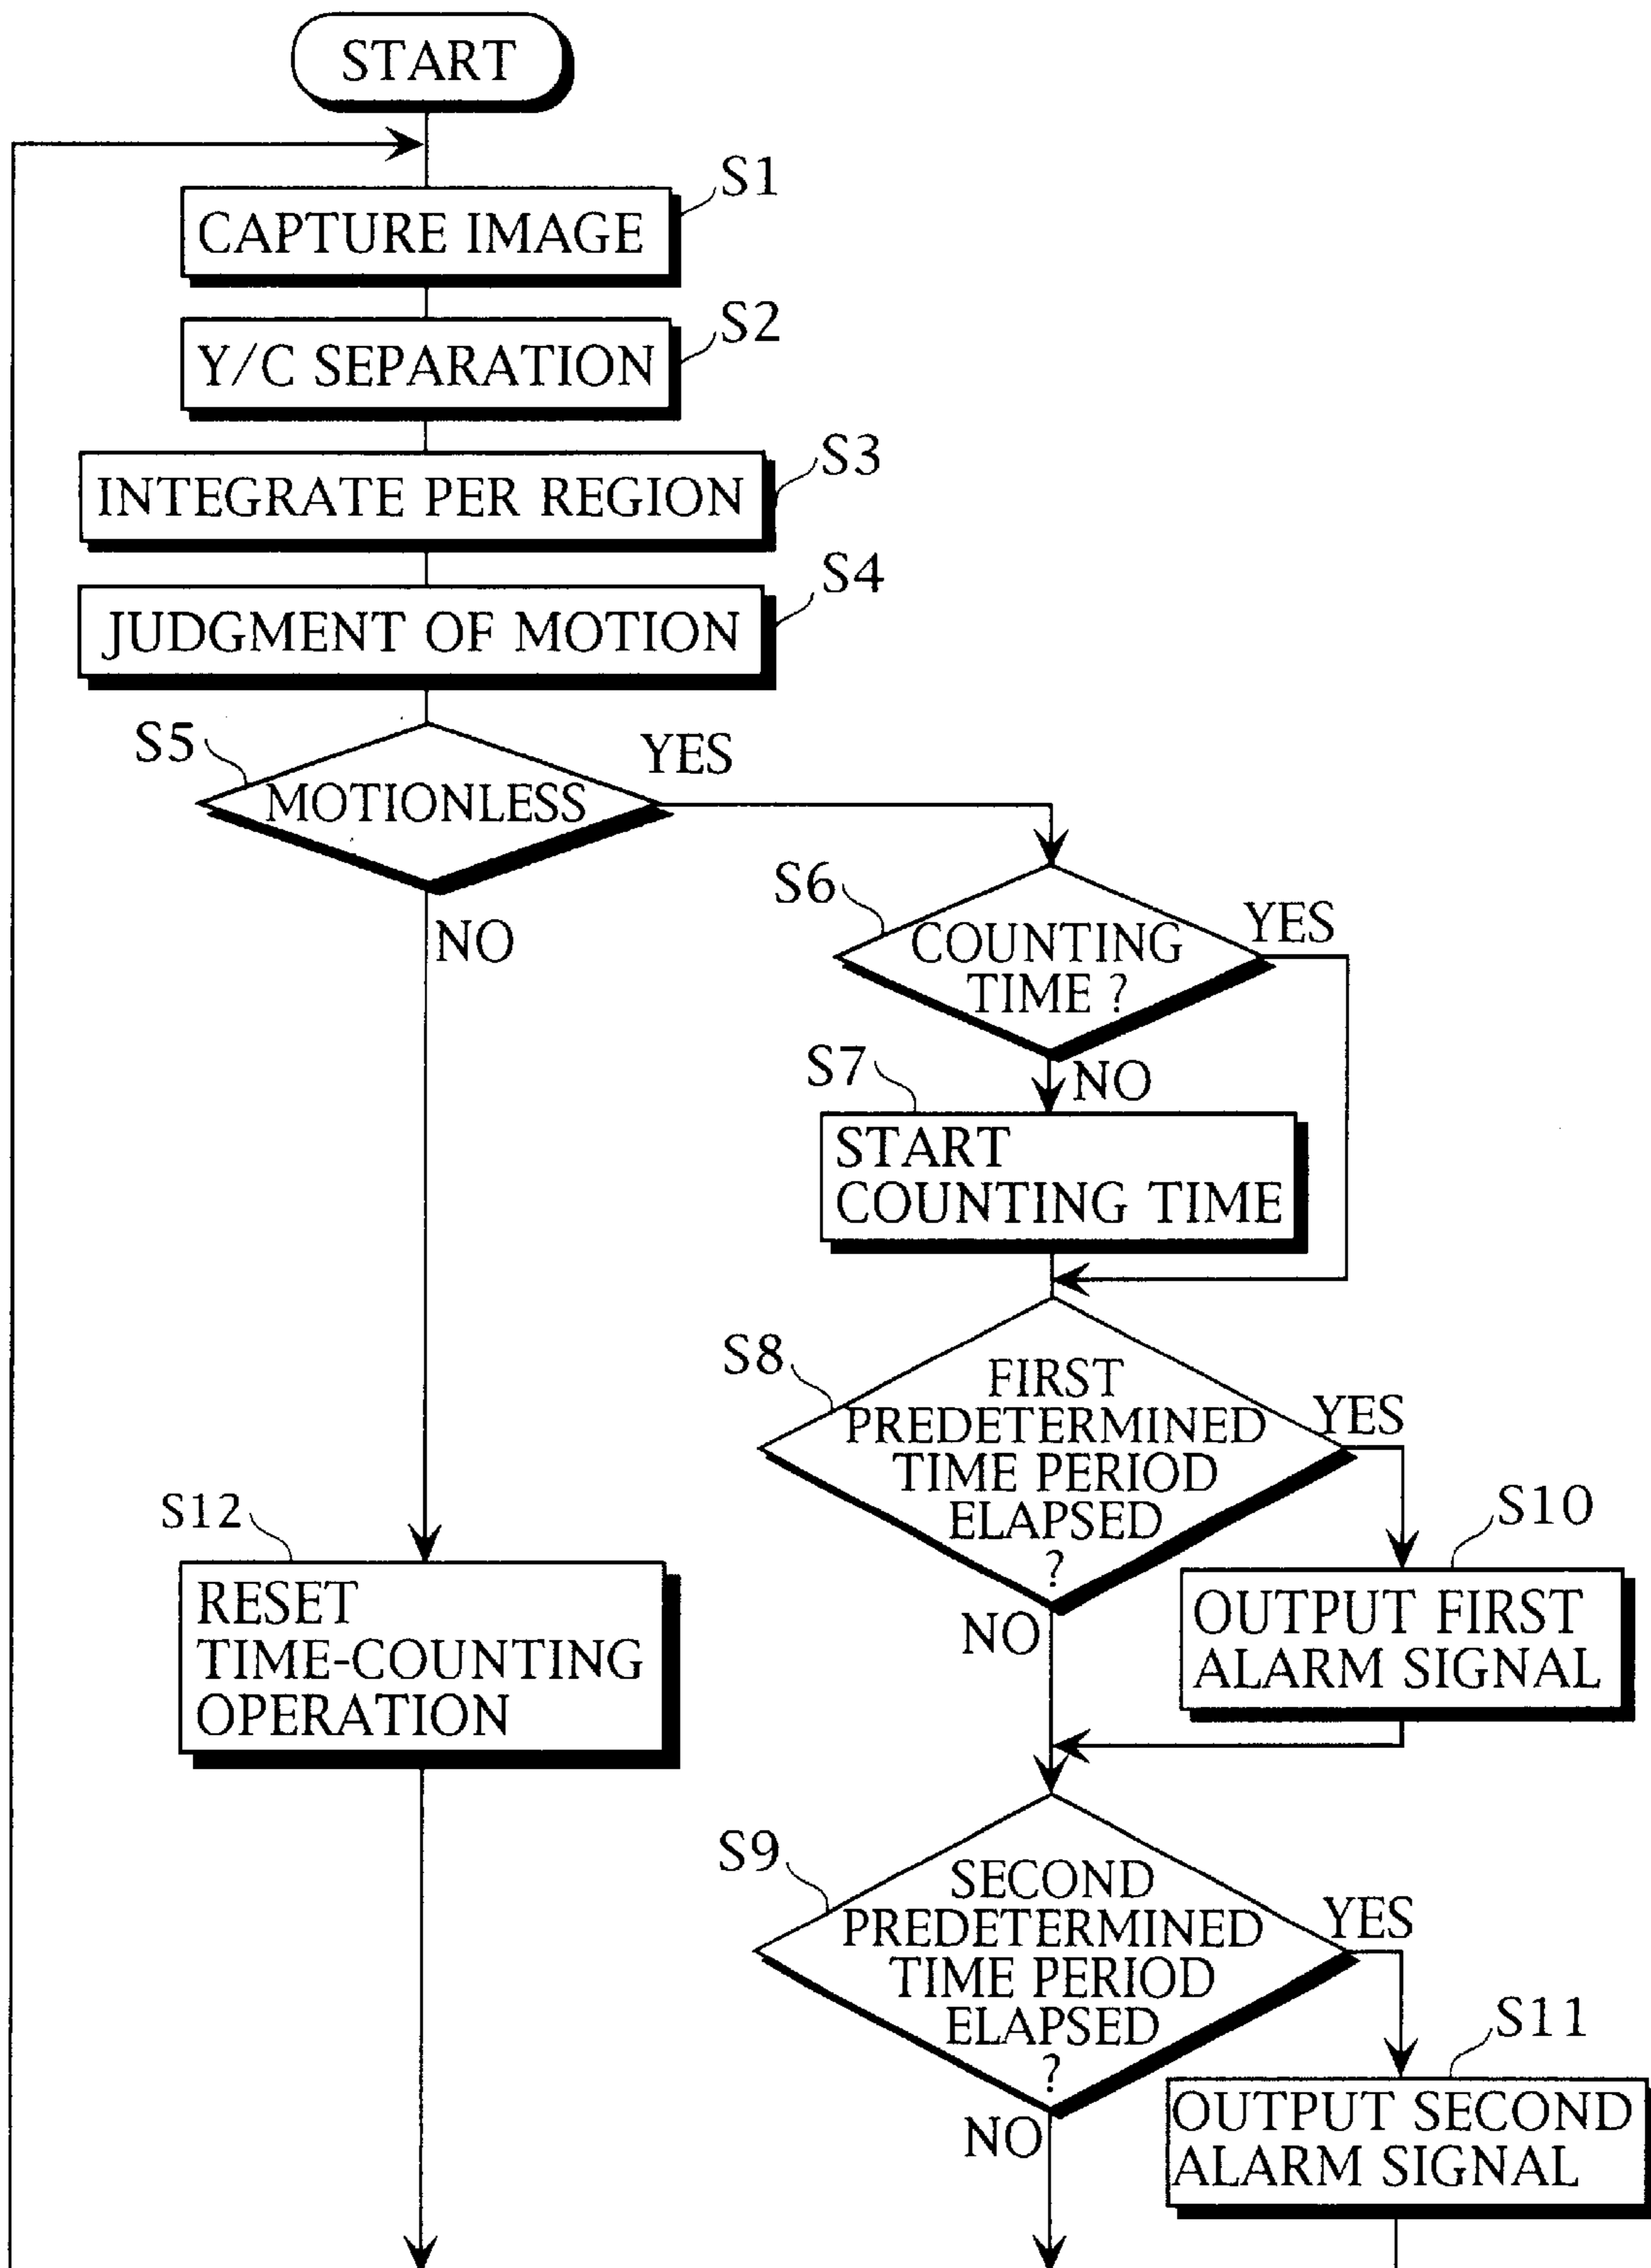 START
S1
CAPTURE IMAGE
S2
Y/C SEPARATION
S3
INTEGRATE PER REGION
S4
JUDGMENT OF MOTION
S5
MOTIONLESS
YES
NO
S6
COUNTING
TIME ?
YES
NO
S7
START
COUNTING TIME
S8
FIRST
PREDETERMINED
TIME PERIOD
ELAPSED
?
YES
NO
S10
OUTPUT FIRST
ALARM SIGNAL
S12
RESET
TIME-COUNTING
OPERATION
S9
SECOND
PREDETERMINED
TIME PERIOD
ELAPSED
?
YES
NO
S11
OUTPUT SECOND
ALARM SIGNAL